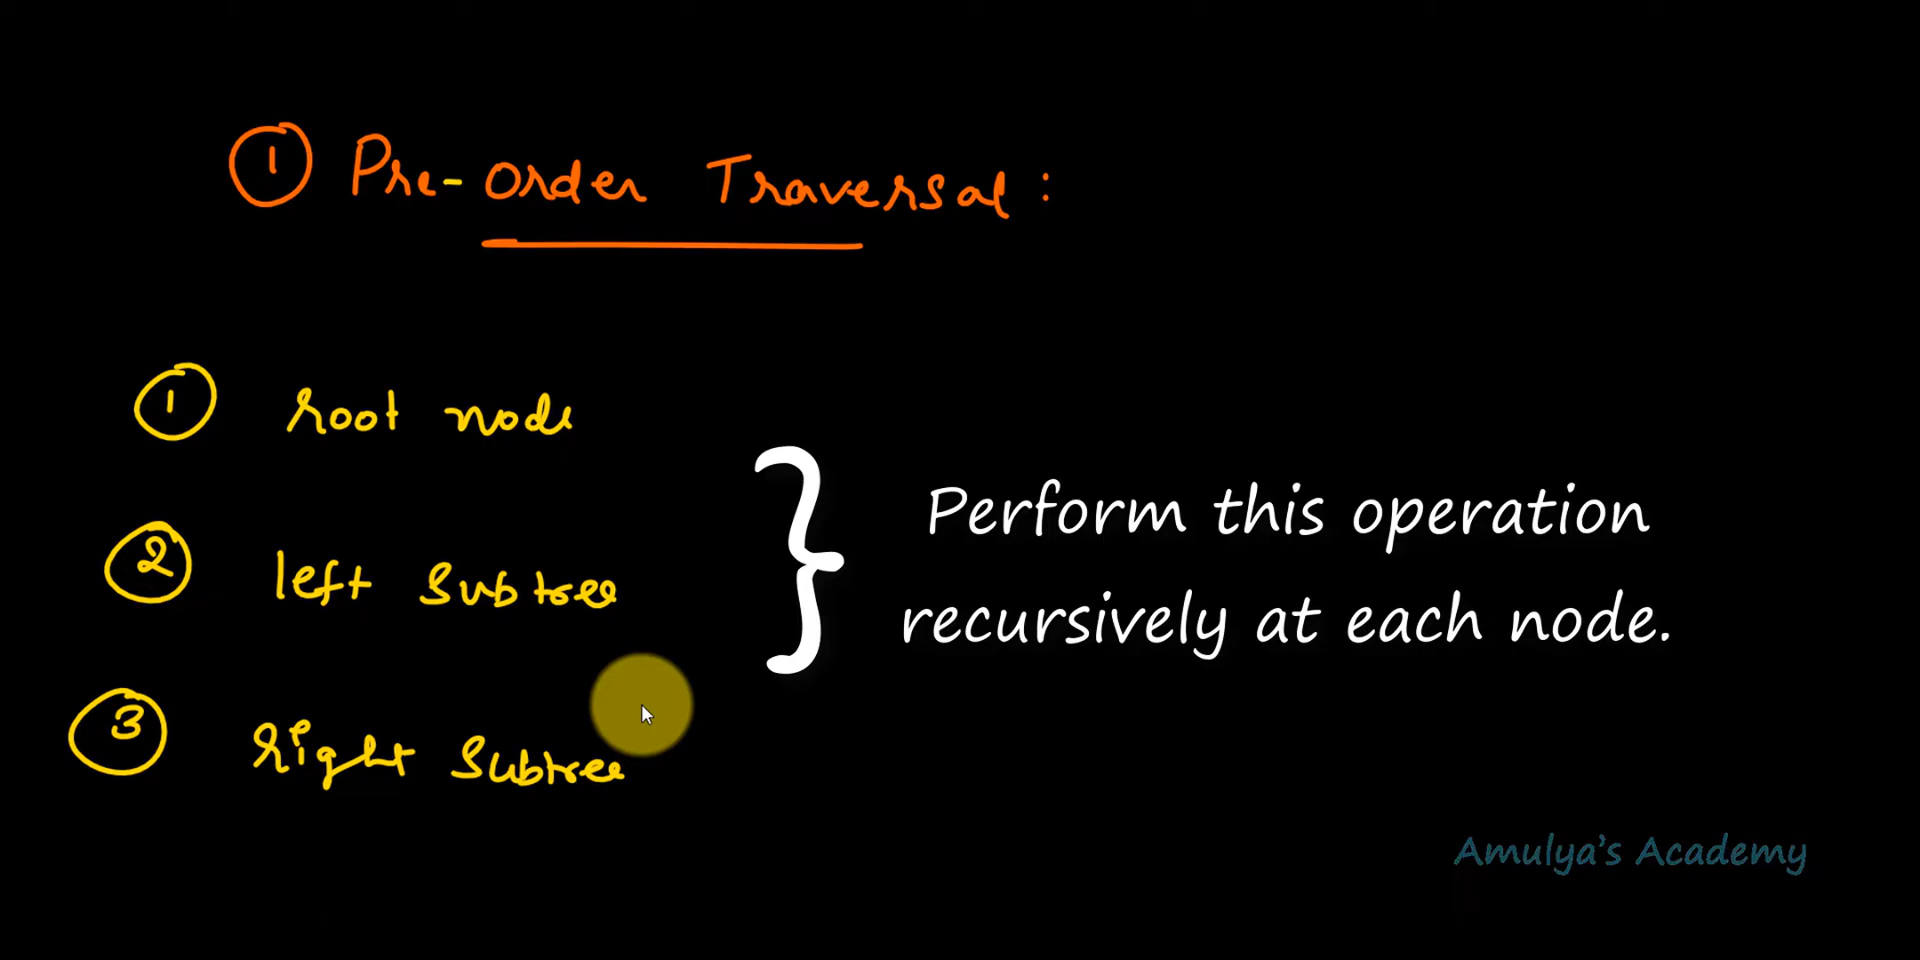 ① Pre-order Traversal:
① root node
② left subtree
③ right subtree
Perform this operation
recursively at each node.
Amulya's Academy